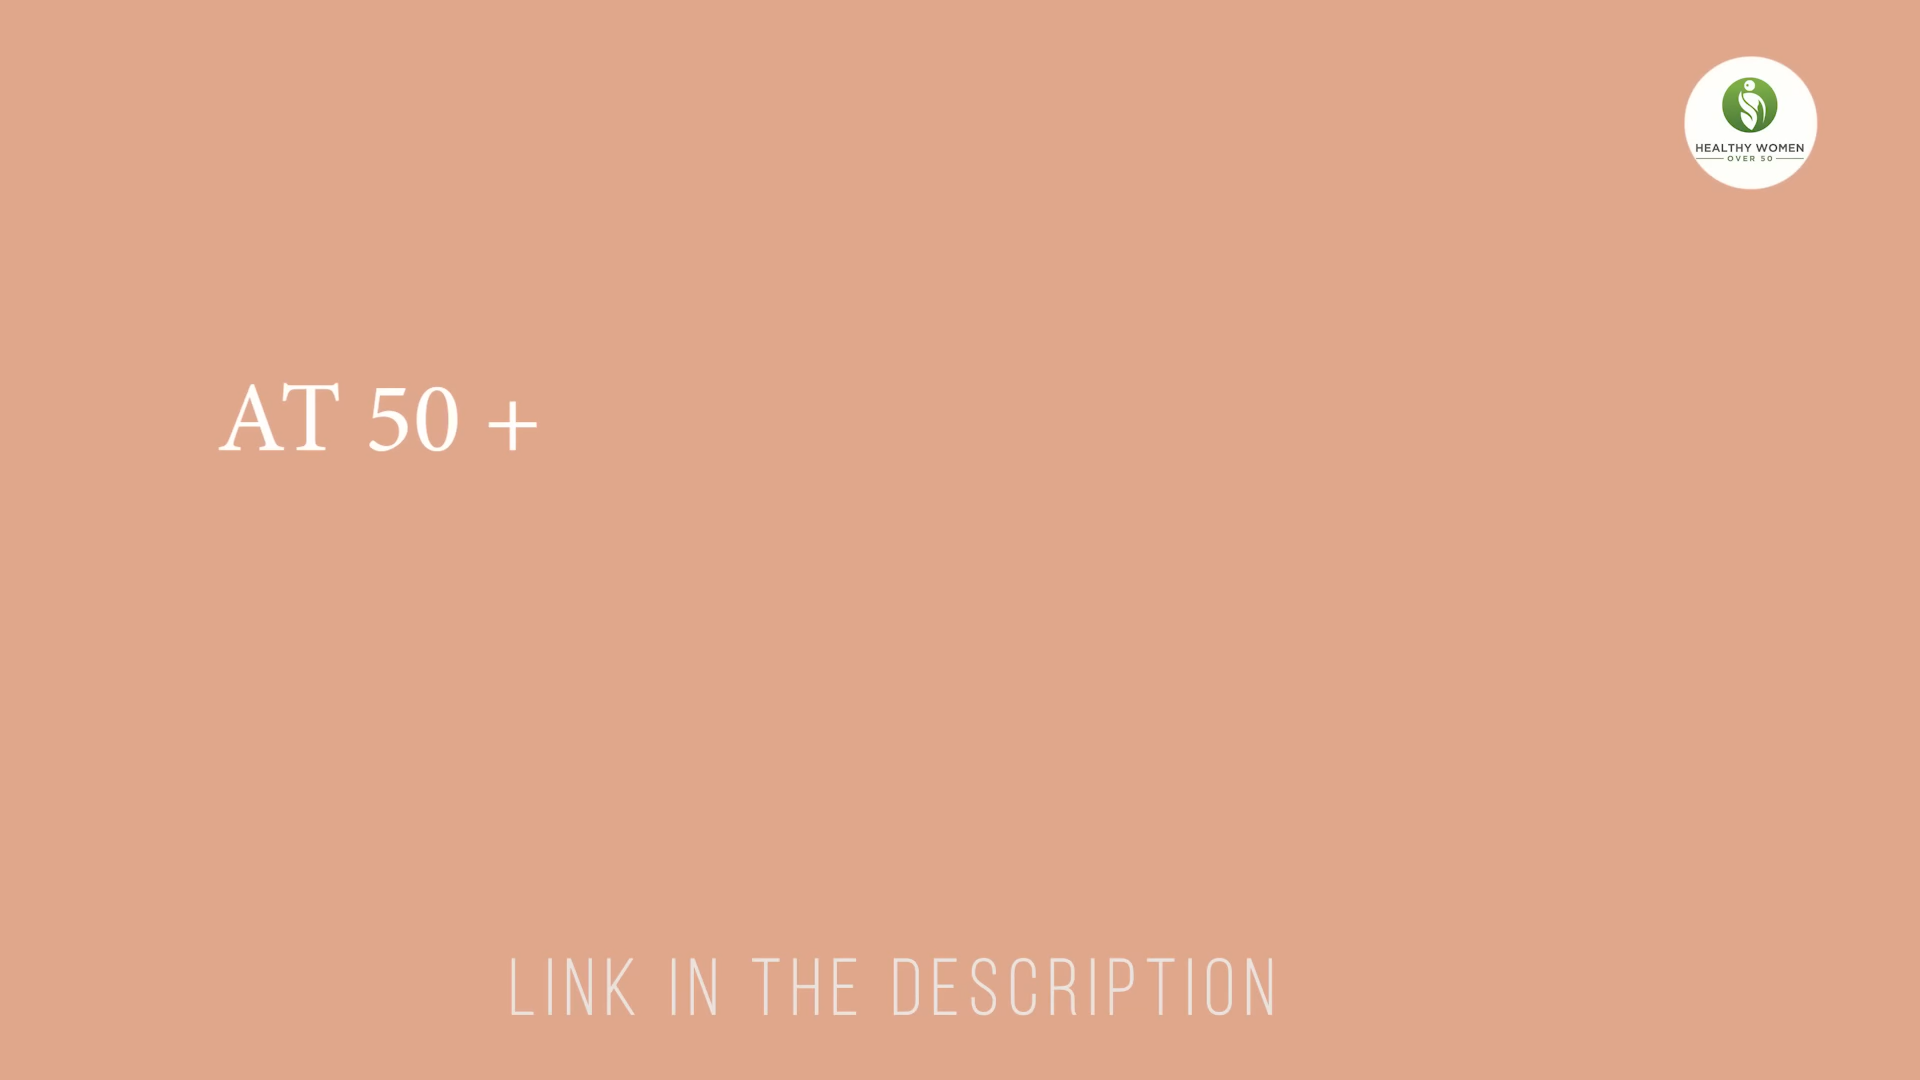 HEALTHY WOMEN
OVER 50
AT 50 +
LINK IN THE DESCRIPTION